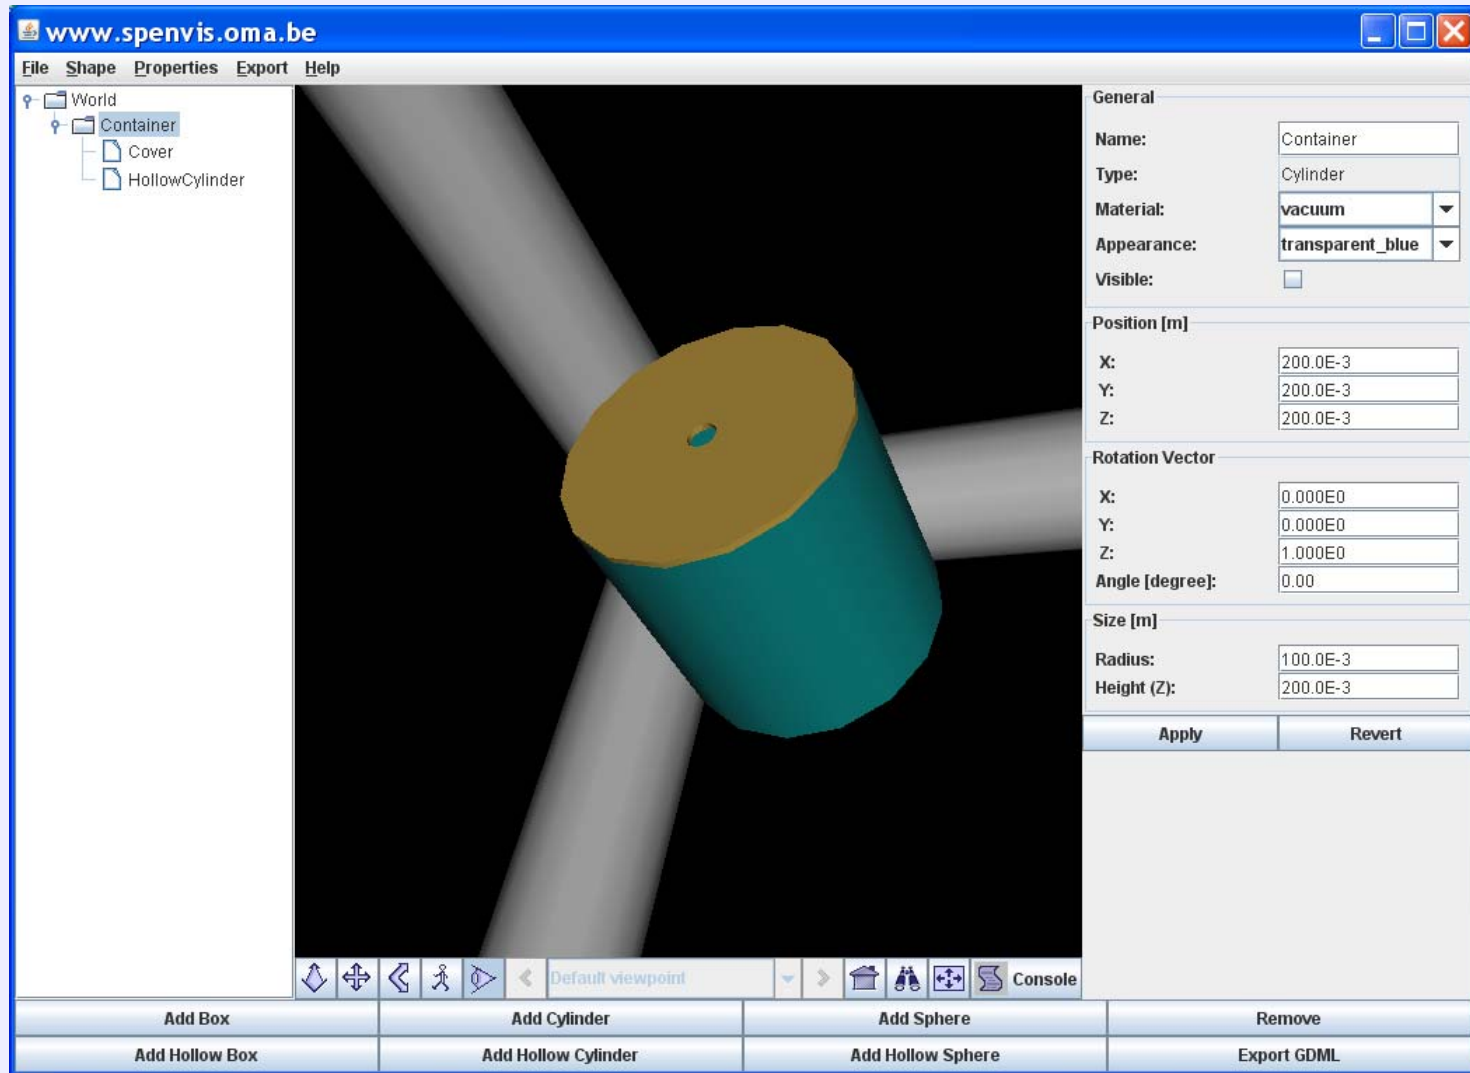 www.spenvis.oma.be
File Shape Properties Export Help
World
Container
Cover
HollowCylinder
General
Name: Container
Type: Cylinder
Material: vacuum
Appearance: transparent_blue
Visible:
Position [m]
X: 200.0E-3
Y: 200.0E-3
Z: 200.0E-3
Rotation Vector
X: 0.000E0
Y: 0.000E0
Z: 1.000E0
Angle [degree]: 0.00
Size [m]
Radius: 100.0E-3
Height (Z): 200.0E-3
Apply Revert
Default viewpoint Console
Add Box Add Cylinder Add Sphere Remove
Add Hollow Box Add Hollow Cylinder Add Hollow Sphere Export GDML